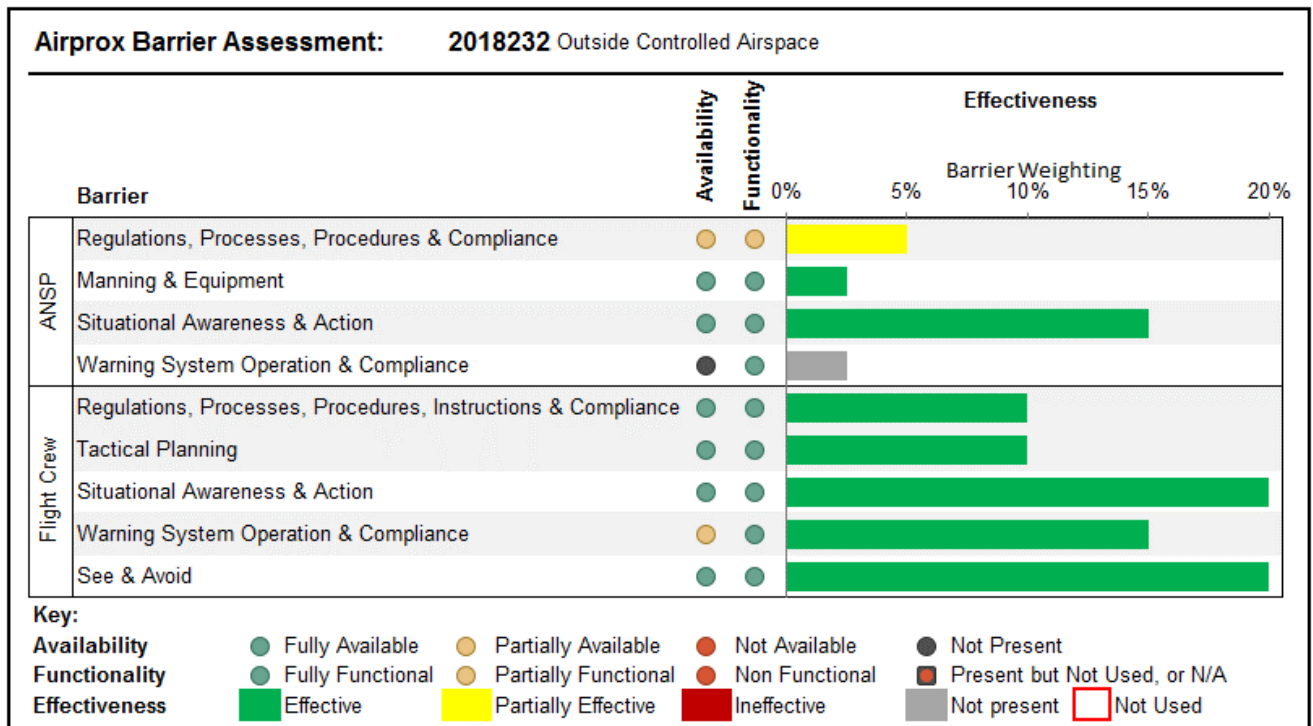 Airprox Barrier Assessment: 2018232 Outside Controlled Airspace
Availability
Functionality
Effectiveness
Barrier Weighting
Barrier
0% 5% 10% 15% 20%
ANSP
Regulations, Processes, Procedures & Compliance
Manning & Equipment
Situational Awareness & Action
Warning System Operation & Compliance
Flight Crew
Regulations, Processes, Procedures, Instructions & Compliance
Tactical Planning
Situational Awareness & Action
Warning System Operation & Compliance
See & Avoid
Key:
Availability Fully Available Partially Available Not Available Not Present
Functionality Fully Functional Partially Functional Non Functional Present but Not Used, or N/A
Effectiveness Effective Partially Effective Ineffective Not present Not Used